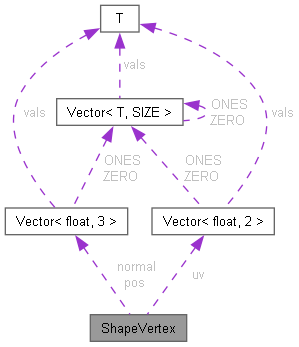 T
vals
vals
vals
Vector< T, SIZE >
ONES
ZERO
ONES
ZERO
ONES
ZERO
Vector< float, 3 >
Vector< float, 2 >
normal
pos
uv
ShapeVertex